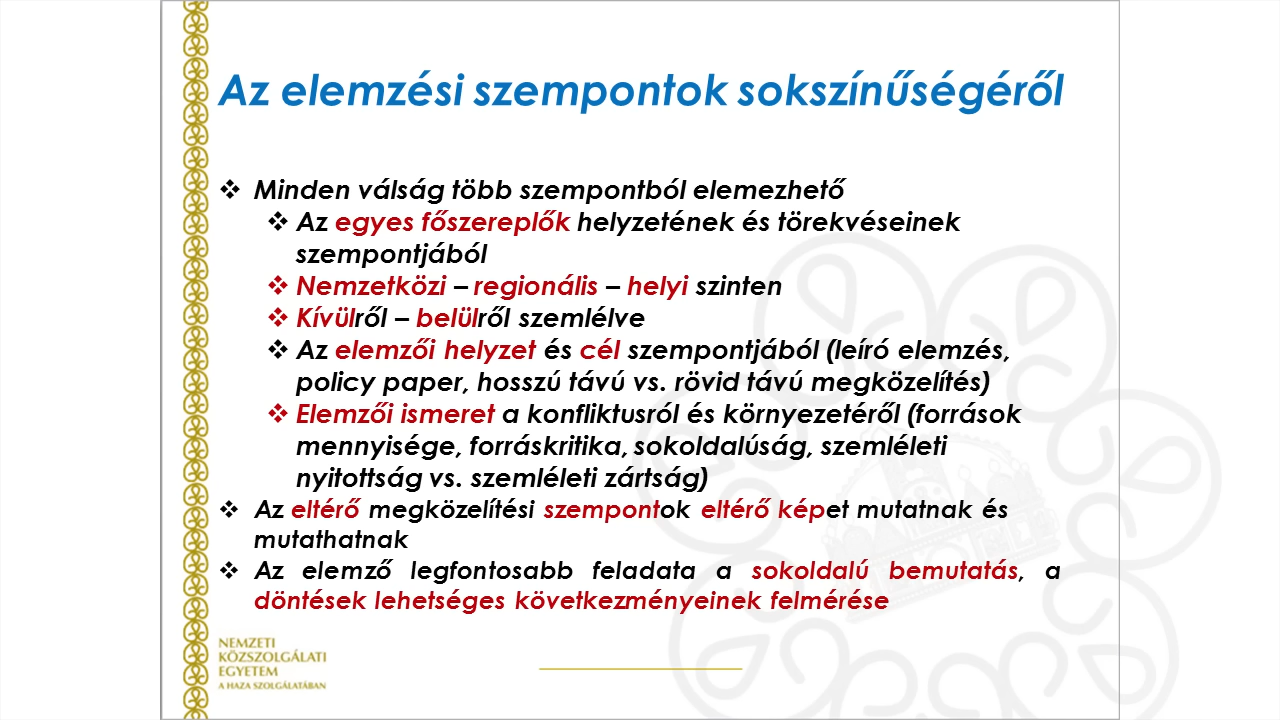 Az elemzési szempontok sokszínűségéről
❖ Minden válság több szempontból elemezhető
❖ Az egyes főszereplők helyzetének és törekvéseinek
szempontjából
❖ Nemzetközi – regionális – helyi szinten
❖ Kívülről – belülről szemlélve
❖ Az elemzői helyzet és cél szempontjából (leíró elemzés,
policy paper, hosszú távú vs. rövid távú megközelítés)
❖ Elemzői ismeret a konfliktusról és környezetéről (források
mennyisége, forráskritika, sokoldalúság, szemléleti
nyitottság vs. szemléleti zártság)
❖ Az eltérő megközelítési szempontok eltérő képet mutatnak és
mutathatnak
❖ Az elemző legfontosabb feladata a sokoldalú bemutatás, a
döntések lehetséges következményeinek felmérése
NEMZETI
KÖZSZOLGÁLATI
EGYETEM
A HAZA SZOLGÁLATÁBAN